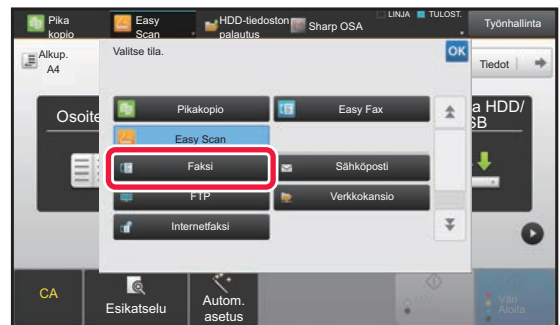 Pika kopio
Easy Scan
HDD-tiedoston palautus
Sharp OSA
LINJA
TULOST.
Työnhallinta
Alkup.
A4
Valitse tila.
OK
Tiedot
Pikakopio
Easy Fax
Easy Scan
Faksi
Sähköposti
FTP
Verkkokansio
Internetfaksi
Osoite
a HDD/
SB
CA
Esikatselu
Autom. asetus
Väri
Aloita